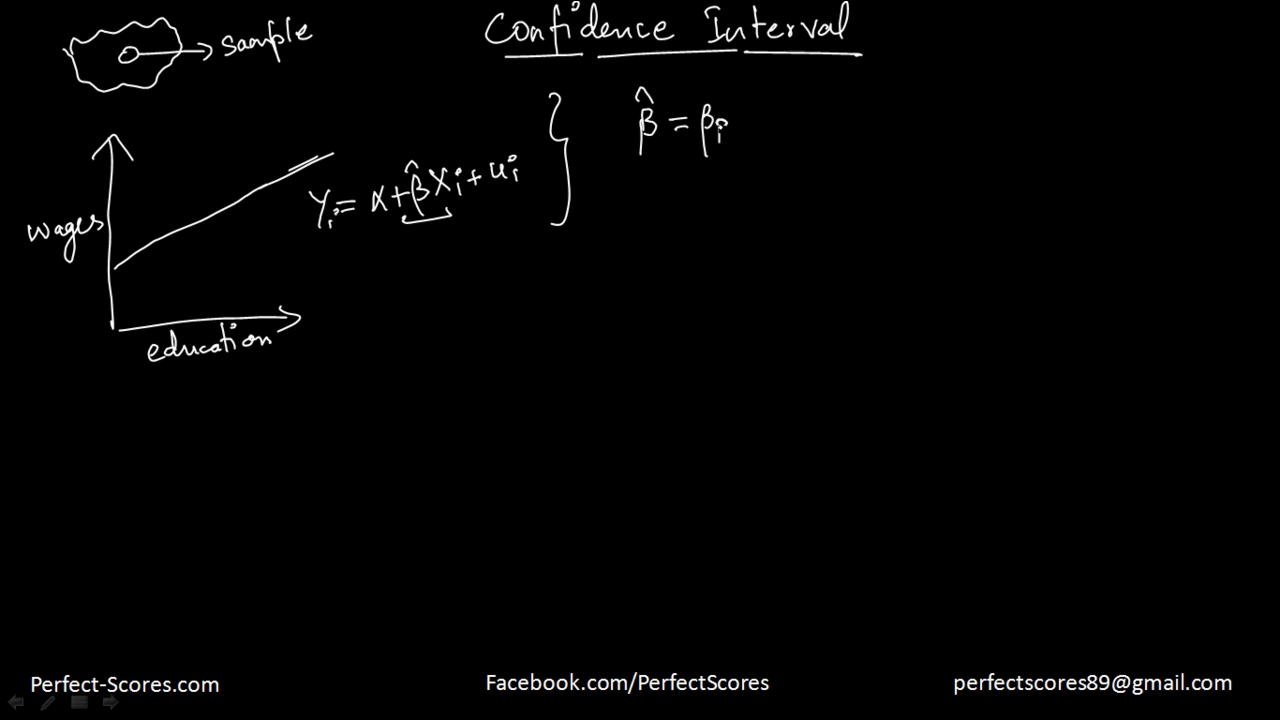 Confidence Interval
sample
β̂ = βi
Yi = α + β̂Xi + ui
wages
education
Perfect-Scores.com
Facebook.com/PerfectScores
perfectscores89@gmail.com